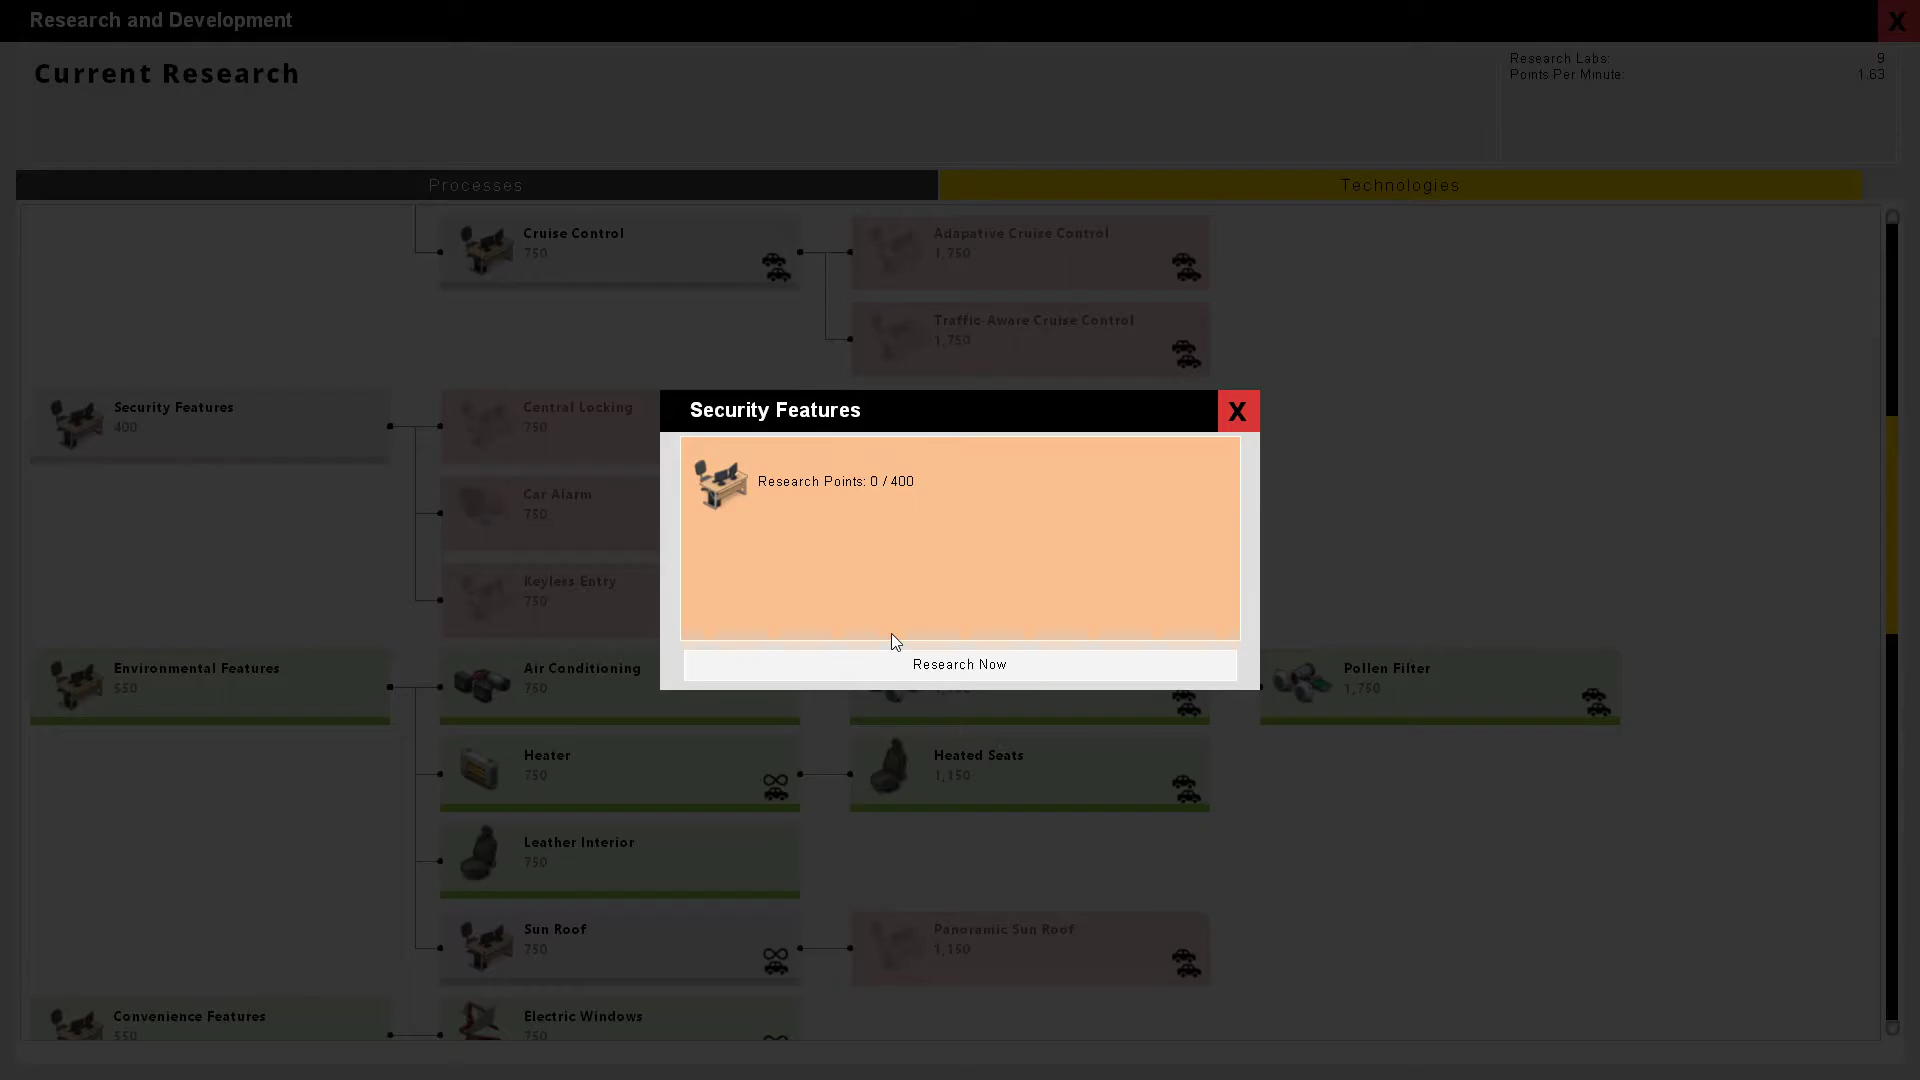 Research and Development
X
Current Research
Research Labs: 9
Points Per Minute: 1.63
Processes
Technologies
Cruise Control
750
Adapative Cruise Control
1,750
Traffic-Aware Cruise Control
1,750
Security Features
400
Central Locking
750
Car Alarm
750
Keyless Entry
750
Security Features
X
Research Points: 0 / 400
Research Now
Environmental Features
550
Air Conditioning
750
Pollen Filter
1,750
Heater
750
Heated Seats
1,150
Leather Interior
750
Sun Roof
750
Panoramic Sun Roof
1,150
Convenience Features
550
Electric Windows
750